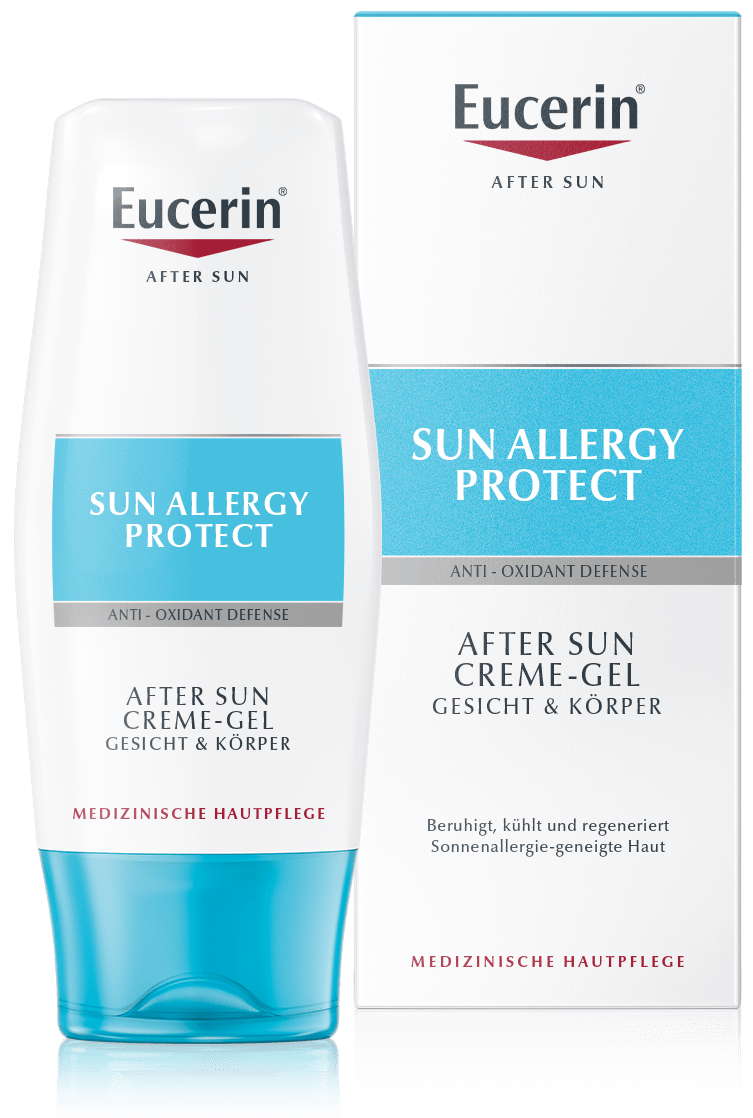 Eucerin®
AFTER SUN
SUN ALLERGY
PROTECT
ANTI - OXIDANT DEFENSE
AFTER SUN
CREME-GEL
GESICHT & KÖRPER
MEDIZINISCHE HAUTPFLEGE
Eucerin®
AFTER SUN
SUN ALLERGY
PROTECT
ANTI - OXIDANT DEFENSE
AFTER SUN
CREME-GEL
GESICHT & KÖRPER
Beruhigt, kühlt und regeneriert
Sonnenallergie-geneigte Haut
MEDIZINISCHE HAUTPFLEGE